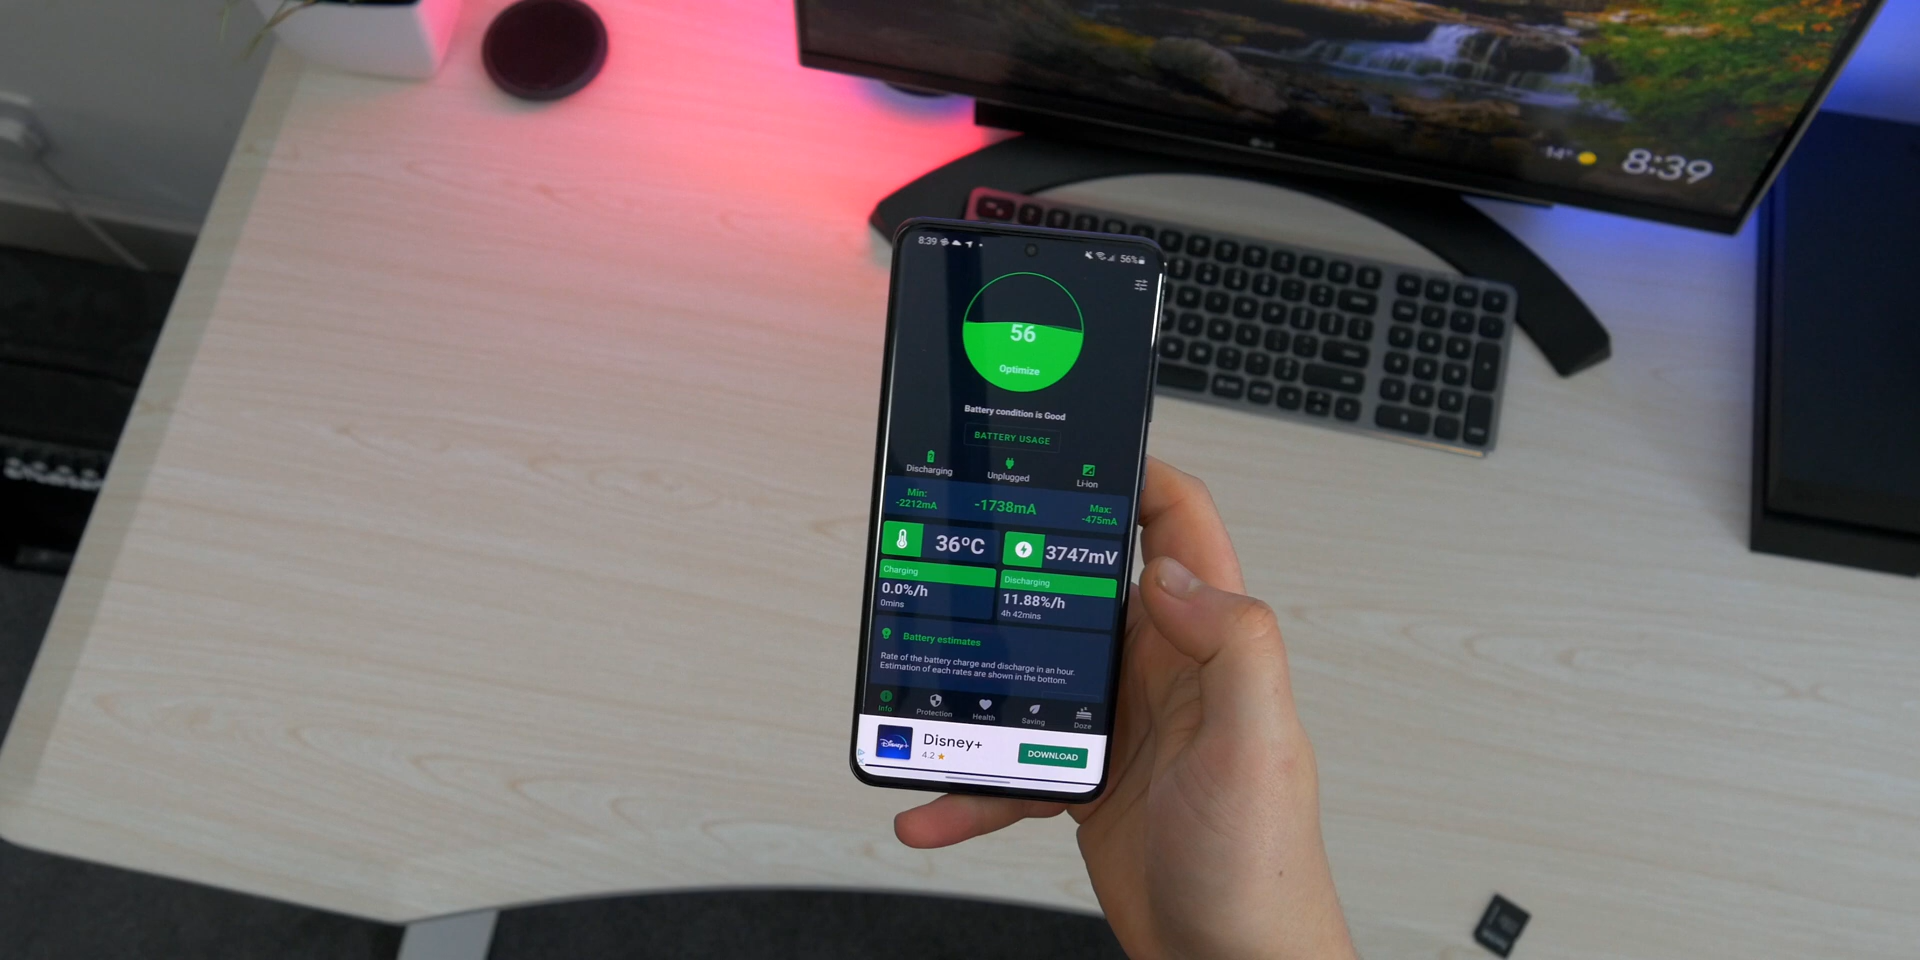 14°
8:39
LG
8:39
56%
56
Optimize
Battery condition is Good
BATTERY USAGE
Discharging
Unplugged
Li-ion
Min:
-2212mA
-1738mA
Max:
-475mA
36°C
3747mV
Charging
0.0%/h
0mins
Discharging
11.88%/h
4h 42mins
Battery estimates
Rate of the battery charge and discharge in an hour.
Estimation of each rates are shown in the bottom.
Info
Protection
Health
Saving
Doze
Disney+
Disney+
4.2 ★
DOWNLOAD